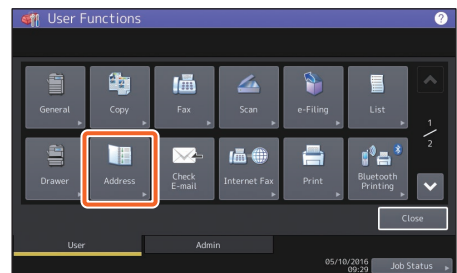 User Functions
?
General
Copy
Fax
Scan
e-Filing
List
1
2
Drawer
Address
Check
E-mail
Internet Fax
Print
Bluetooth
Printing
Close
User
Admin
05/10/2016
09:29
Job Status